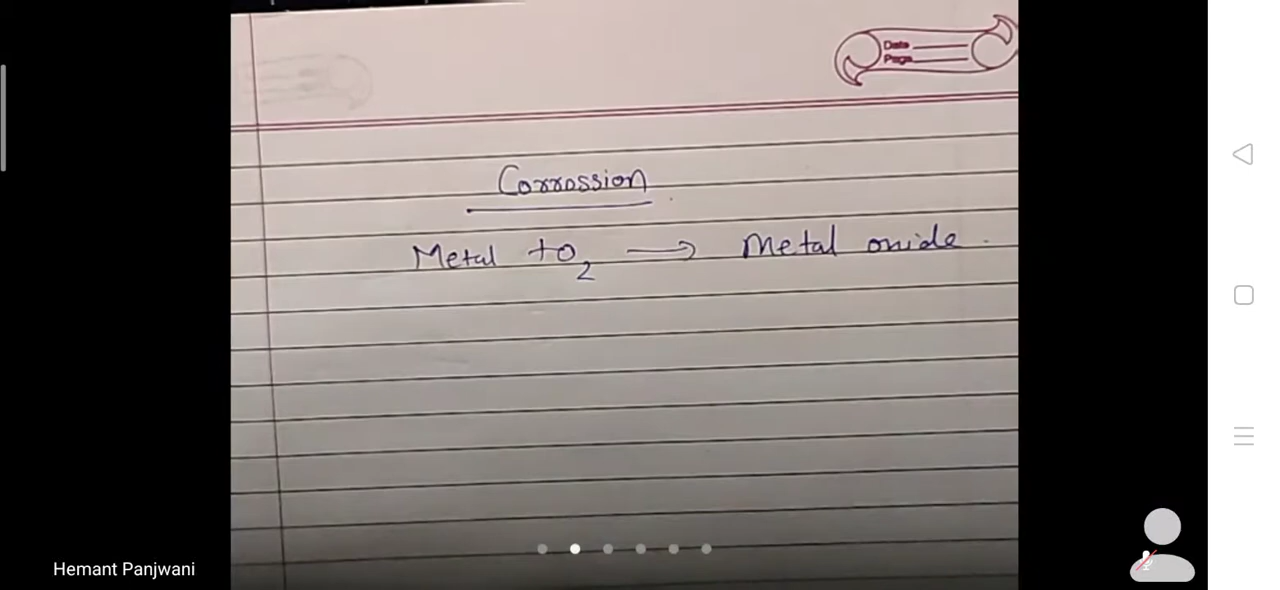 Date
Page
Corrossion
Metal + O₂ → Metal oxide.
Hemant Panjwani